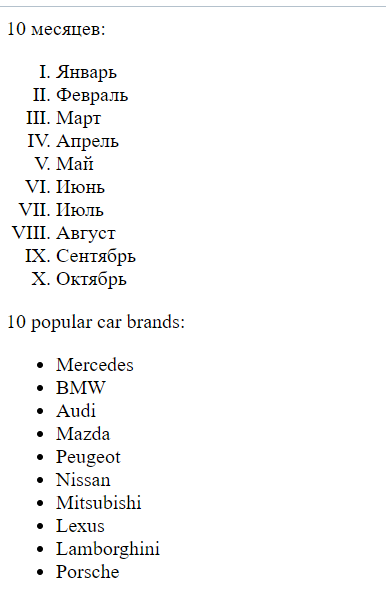 10 месяцев:
I. Январь
II. Февраль
III. Март
IV. Апрель
V. Май
VI. Июнь
VII. Июль
VIII. Август
IX. Сентябрь
X. Октябрь
10 popular car brands:
• Mercedes
• BMW
• Audi
• Mazda
• Peugeot
• Nissan
• Mitsubishi
• Lexus
• Lamborghini
• Porsche